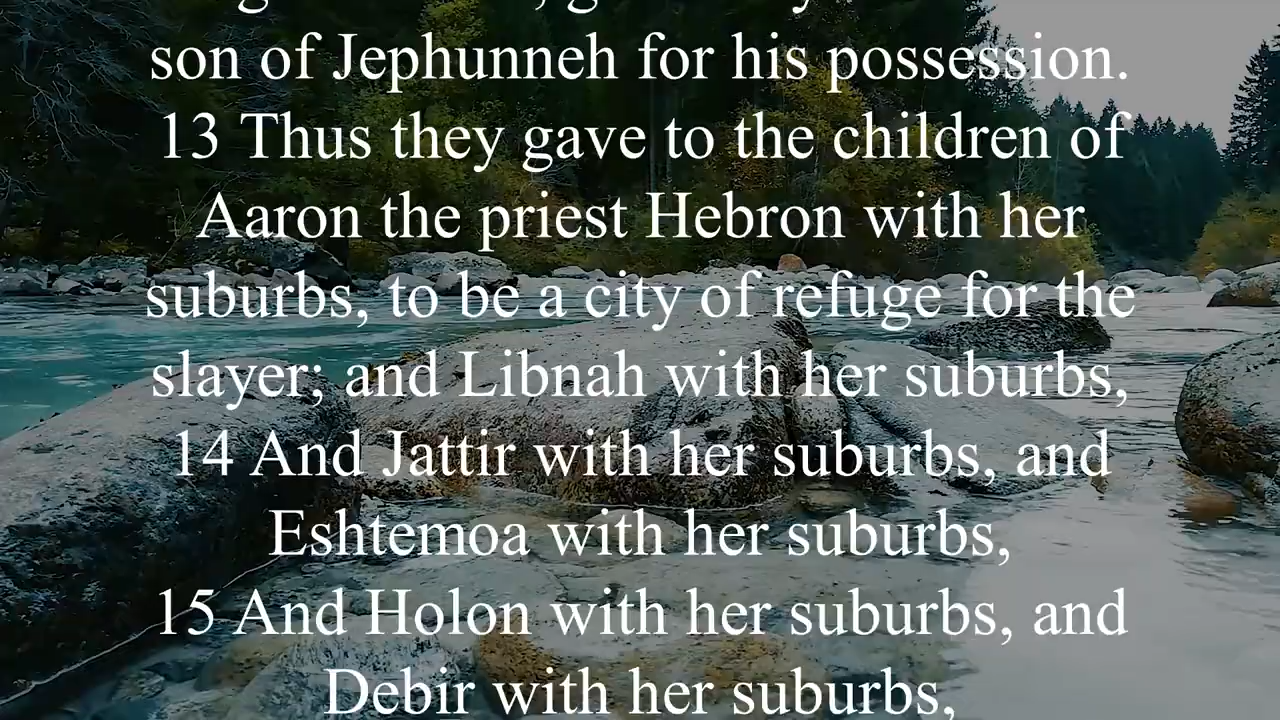 son of Jephunneh for his possession.
13 Thus they gave to the children of
Aaron the priest Hebron with her
suburbs, to be a city of refuge for the
slayer; and Libnah with her suburbs,
14 And Jattir with her suburbs, and
Eshtemoa with her suburbs,
15 And Holon with her suburbs, and
Debir with her suburbs,